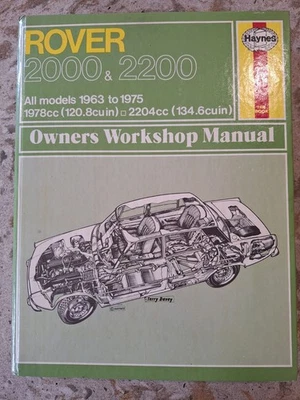 ROVER
Haynes
2000 & 2200
All models 1963 to 1975
1978cc (120.8cu in) □ 2204cc (134.6cu in)
Owners Workshop Manual
Terry Davey